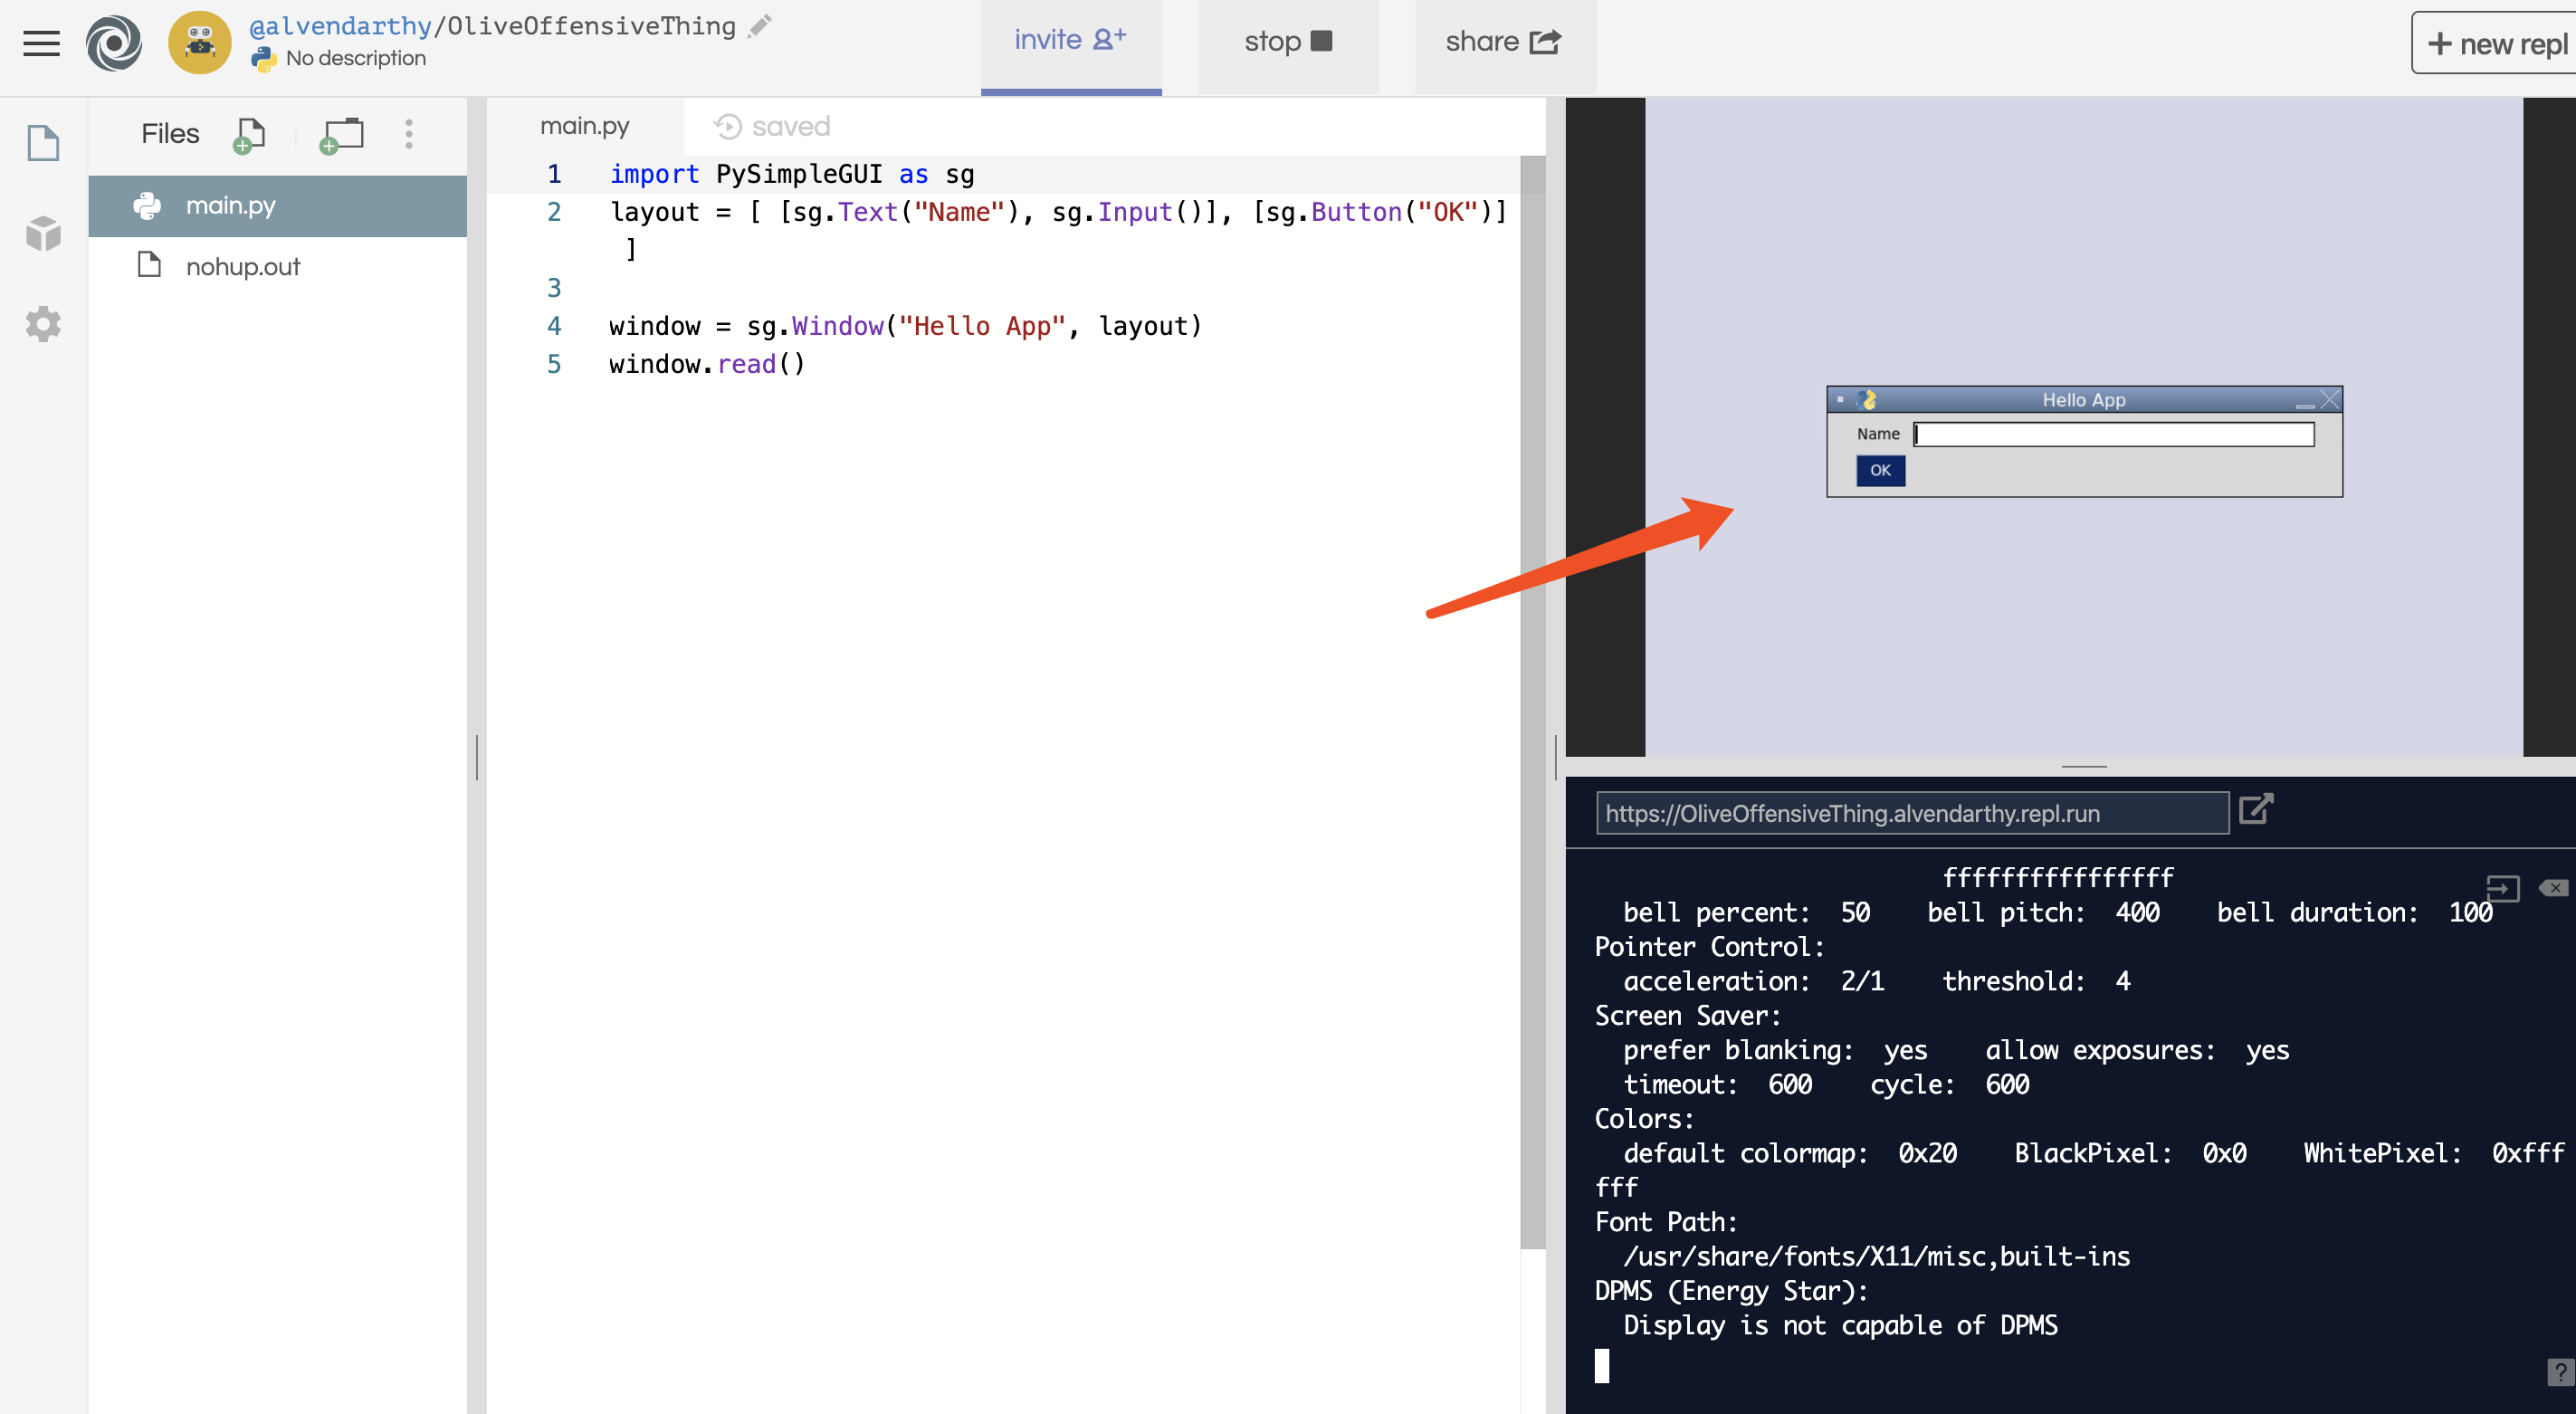 @alvendarthy/OliveOffensiveThing
No description
invite
stop
share
+ new repl
Files
main.py
nohup.out
main.py
saved
1 import PySimpleGUI as sg
2 layout = [ [sg.Text("Name"), sg.Input()], [sg.Button("OK")]
]
3
4 window = sg.Window("Hello App", layout)
5 window.read()
Hello App
Name
OK
https://OliveOffensiveThing.alvendarthy.repl.run
ffffffffffffffff
bell percent: 50 bell pitch: 400 bell duration: 100
Pointer Control:
acceleration: 2/1 threshold: 4
Screen Saver:
prefer blanking: yes allow exposures: yes
timeout: 600 cycle: 600
Colors:
default colormap: 0x20 BlackPixel: 0x0 WhitePixel: 0xfff
fff
Font Path:
/usr/share/fonts/X11/misc,built-ins
DPMS (Energy Star):
Display is not capable of DPMS
?